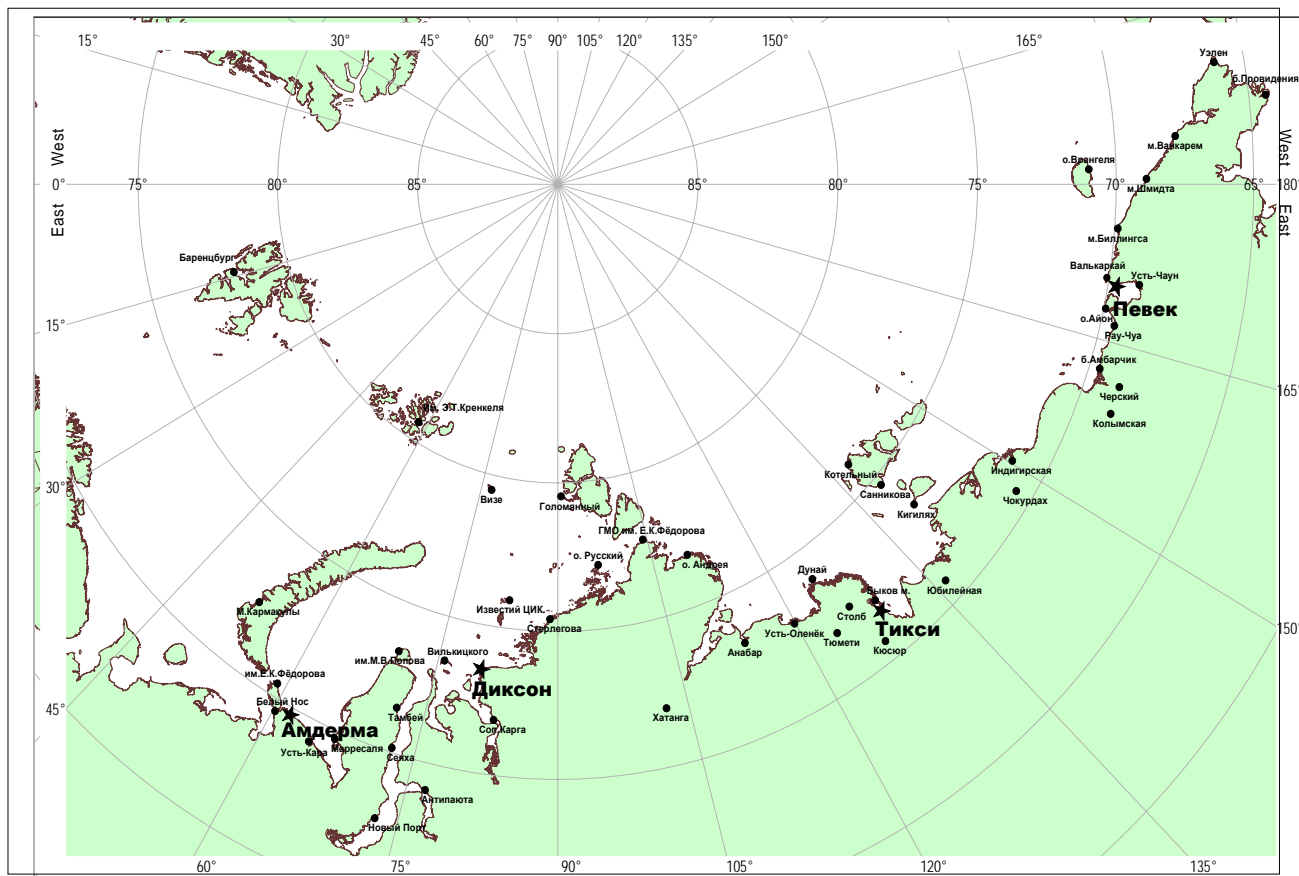 15° 30° 45° 60° 75° 90° 105° 120° 135° 150° 165°
Уэлен
б.Провидения
West
West
м.Ванкарем
о.Врангеля
0° 75° 80° 85° 85° 80° 75° 65° 180°
м.Шмидта
East
East
м.Биллингса
Баренцбург
Валькаркай
Усть-Чаун
Певек
о.Айон
15°
Рау-Чуа
б.Амбарчик
165°
Черский
Им. Э.Т.Кренкеля
Колымская
Индигирская
Котельный
30°
Визе
Санникова
Чокурдах
Голомянный
Кигилях
ГМО им. Е.К.Фёдорова
о. Русский
о. Андрея
Дунай
Быков м.
Юбилейная
М.Кармакулы
Известий ЦИК.
Столб
Стерлегова
Усть-Оленёк
Тикси
150°
Тюмети
Кюсюр
Анабар
Вилькицкого
им.М.В.Попова
им.Е.К.Фёдорова
Диксон
Белый Нос
45°
Тамбей
Хатанга
Соп.Карга
Амдерма
Усть-Кара
Марресаля
Сеяха
Антипаюта
Новый Порт
60° 75° 90° 105° 120° 135°